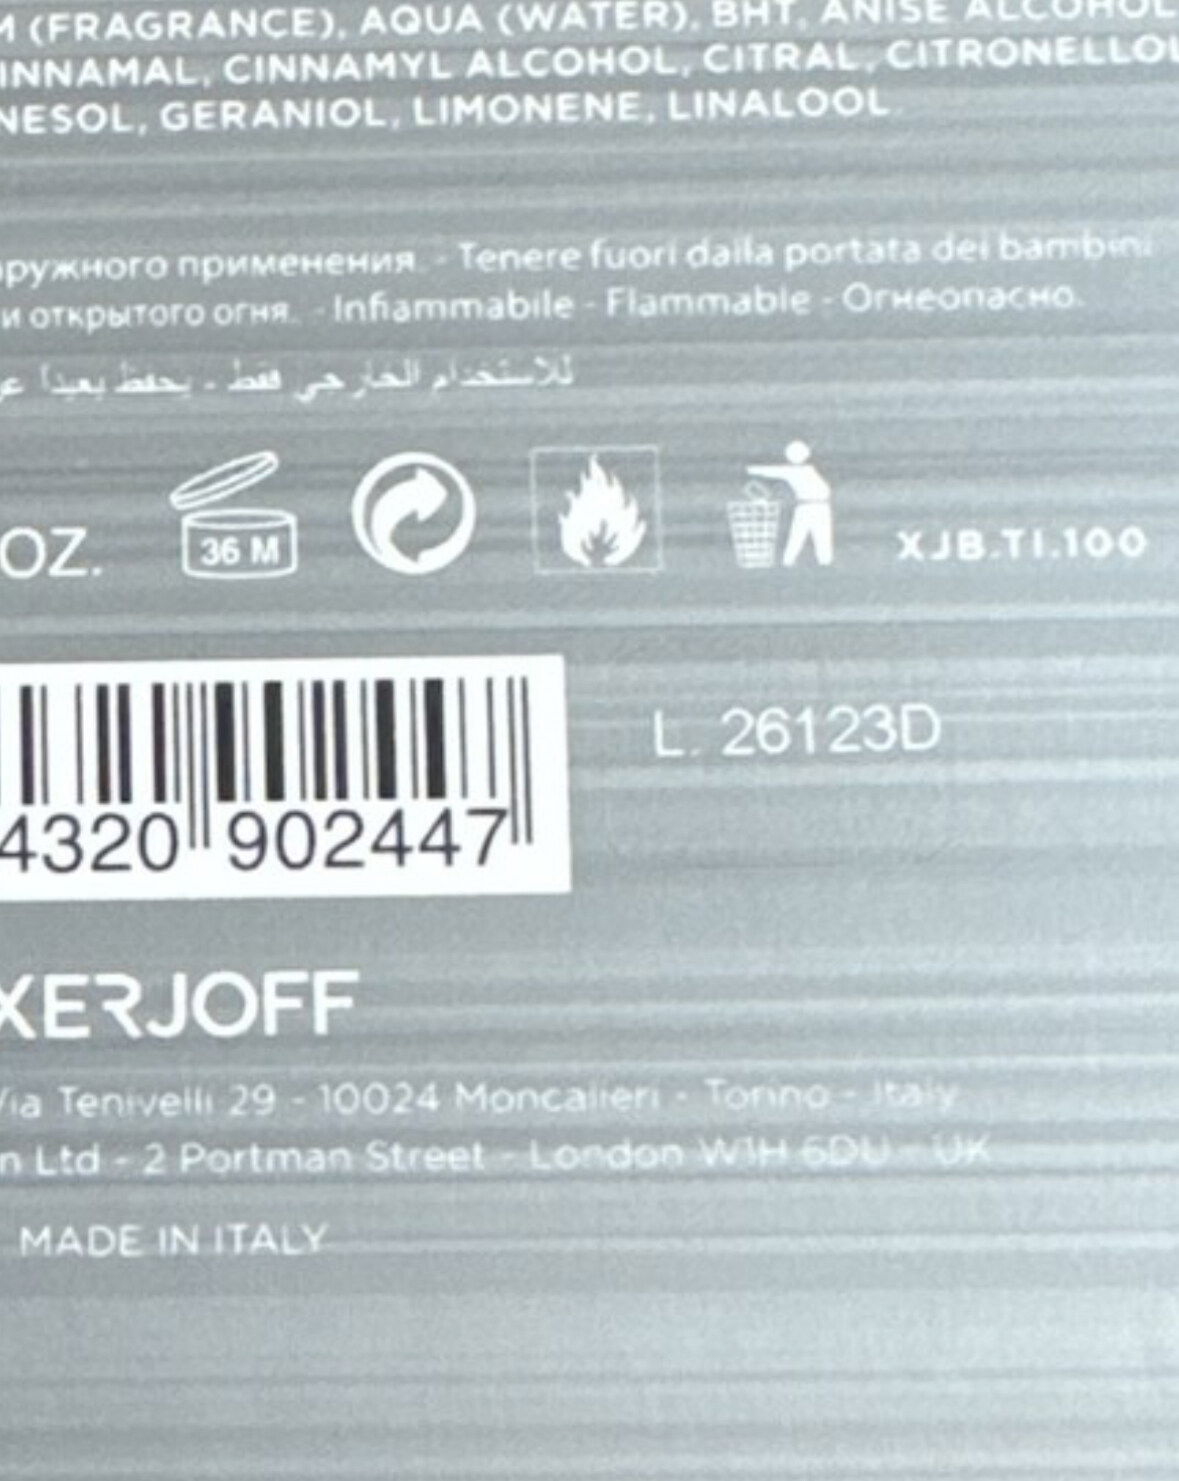 M (FRAGRANCE), AQUA (WATER), BHT, ANISE ALCOHOL
INNAMAL, CINNAMYL ALCOHOL, CITRAL, CITRONELLOL
NESOL, GERANIOL, LIMONENE, LINALOOL
аружного применения. - Tenere fuori dalla portata dei bambini
и открытого огня. - Infiammabile - Flammable - Огнеопасно.
للاستخدام الخارجي فقط - يحفظ بعيداً عن
OZ.
36 M
XJB.TI.100
4320 902447
L. 26123D
XERJOFF
Via Tenivelli 29 - 10024 Moncalieri - Torino - Italy
n Ltd - 2 Portman Street - London W1H 6DU - UK
MADE IN ITALY